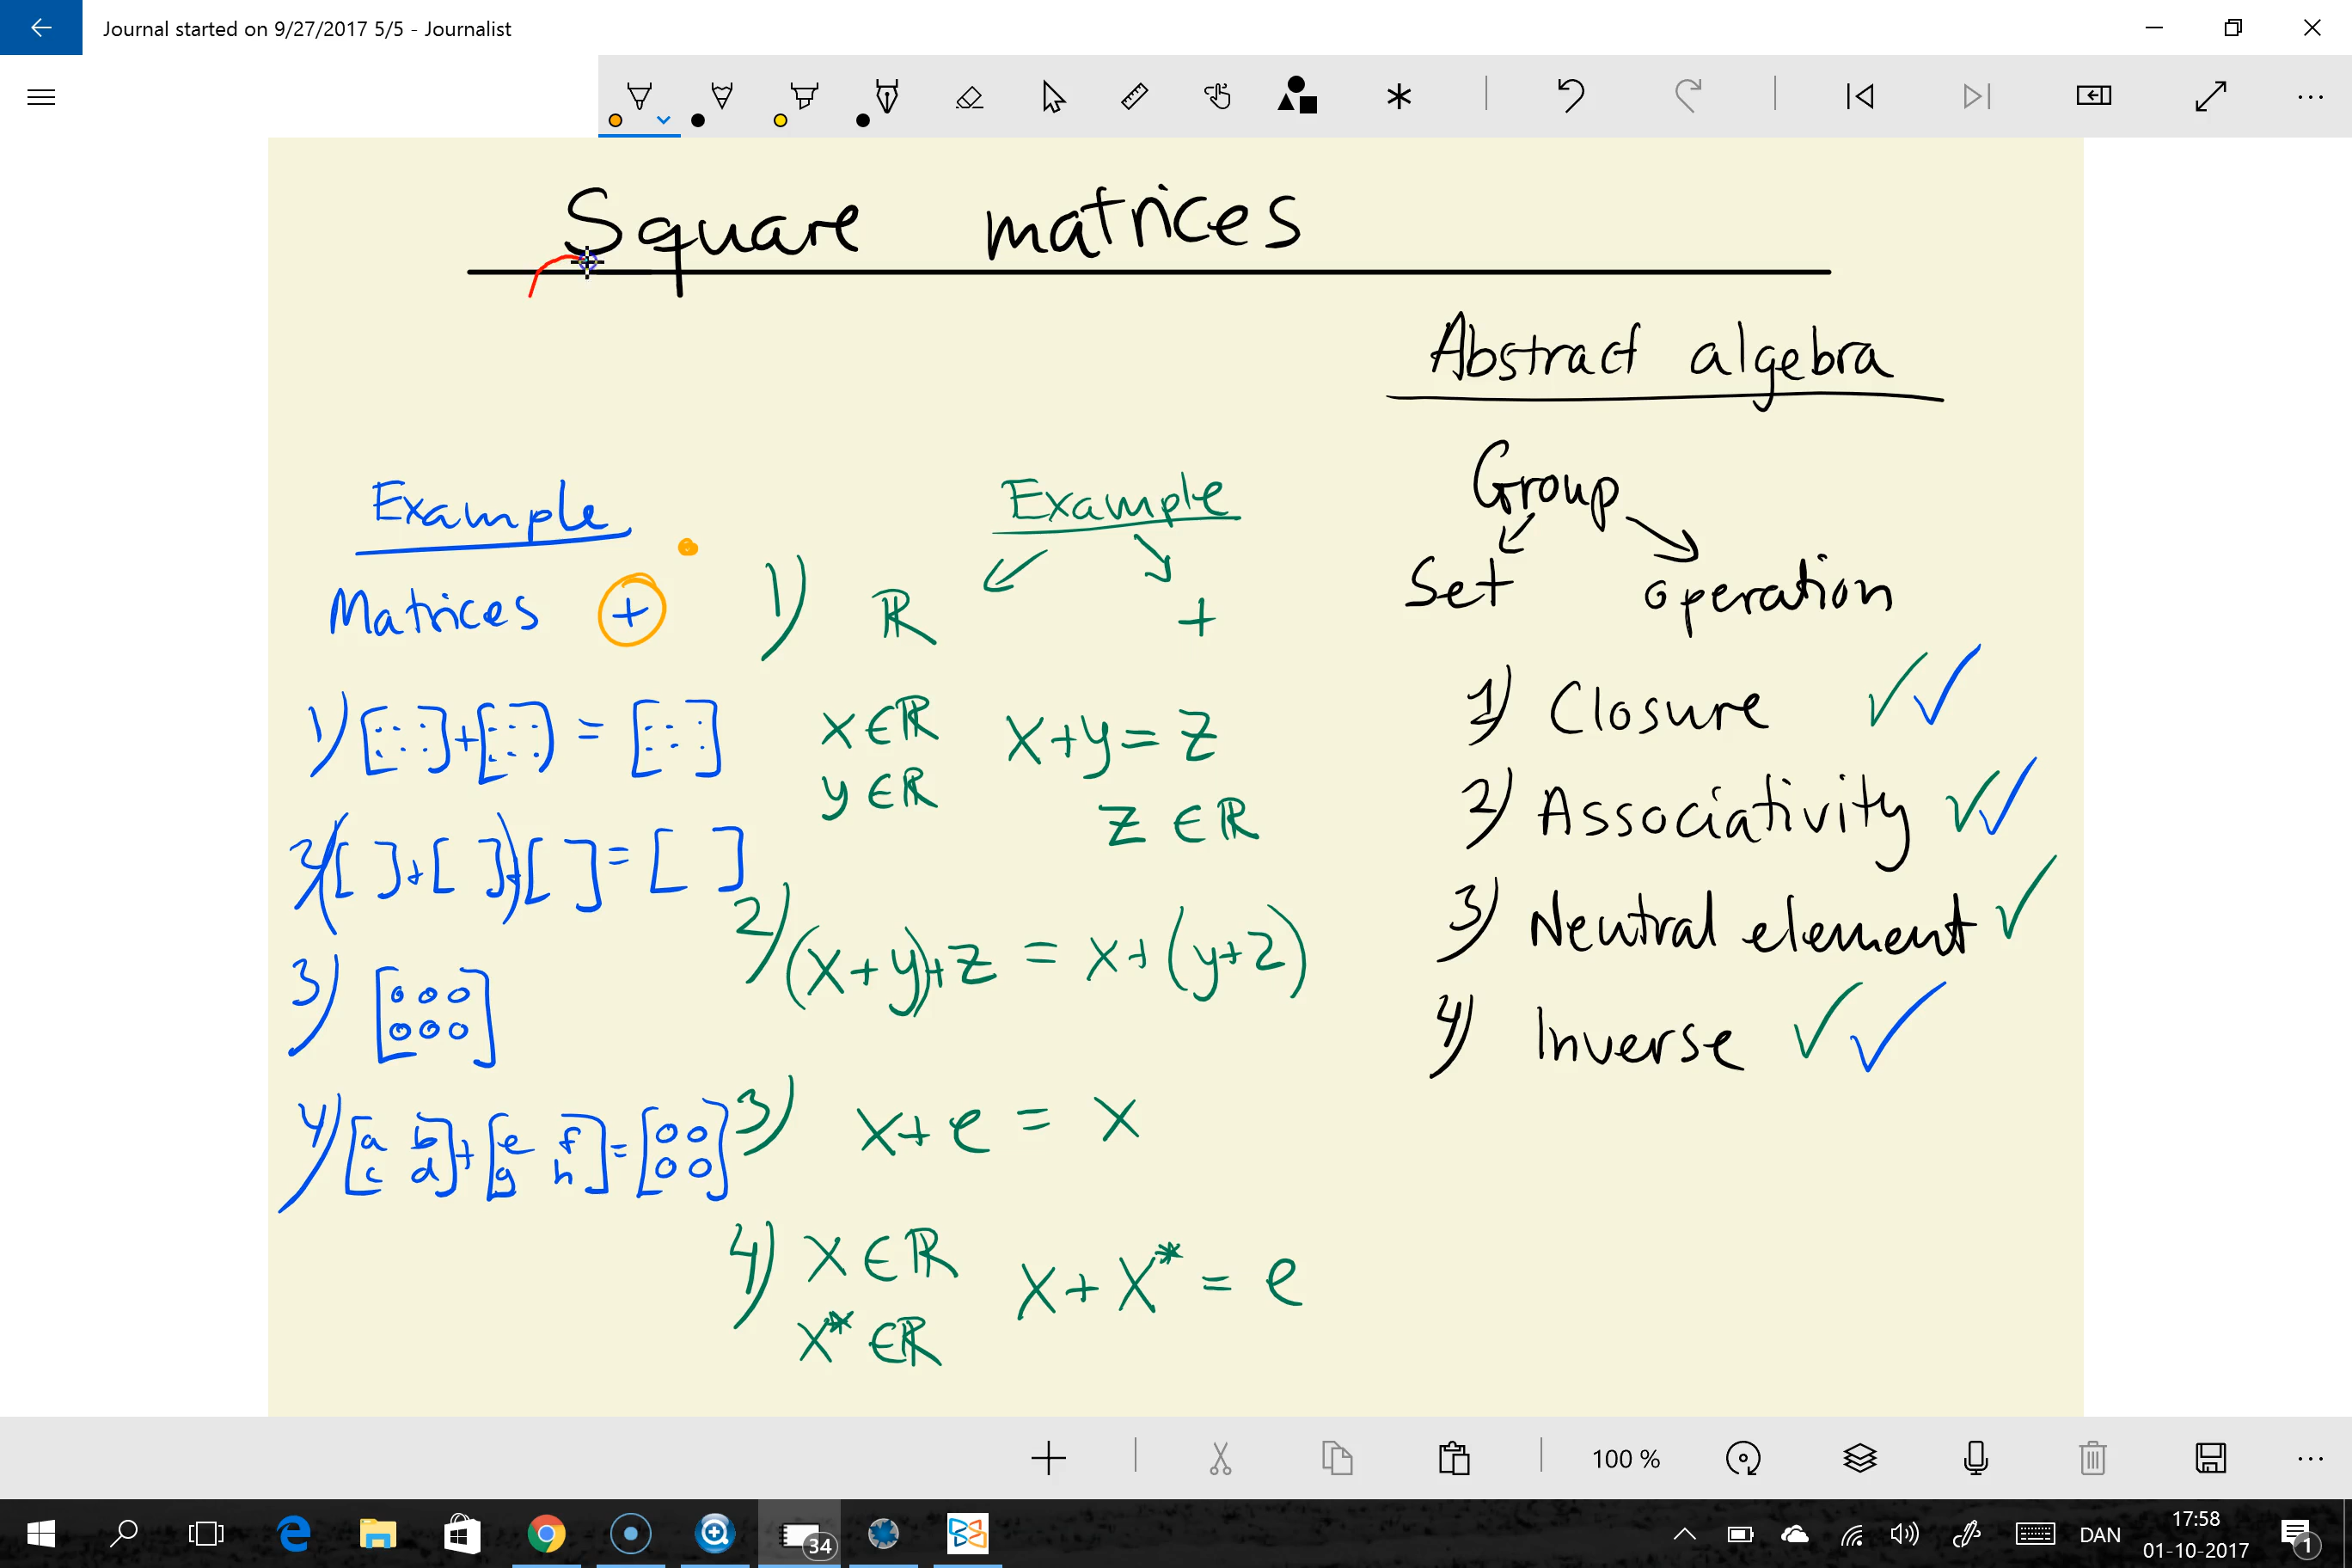 Journal started on 9/27/2017 5/5 - Journalist
Square matrices
Abstract algebra
Group
Set operation
1) Closure ✓✓
2) Associativity ✓✓
3) Neutral element ✓
4) Inverse ✓✓
Example
1) ℝ +
x∈ℝ x+y=z
y∈ℝ
z∈ℝ
2) (x+y)+z = x+(y+z)
3) x+e = x
4) x∈ℝ x+x* = e
x*∈ℝ
Example
Matrices +
1) [:::]+[:::] = [:::]
2) ([ ]+[ ])+[ ]=[ ]
3) [0 0 0
0 0 0]
4) [a b + [e f = [0 0
c d] g h] 0 0]
100 %
34
DAN
17:58
01-10-2017
1